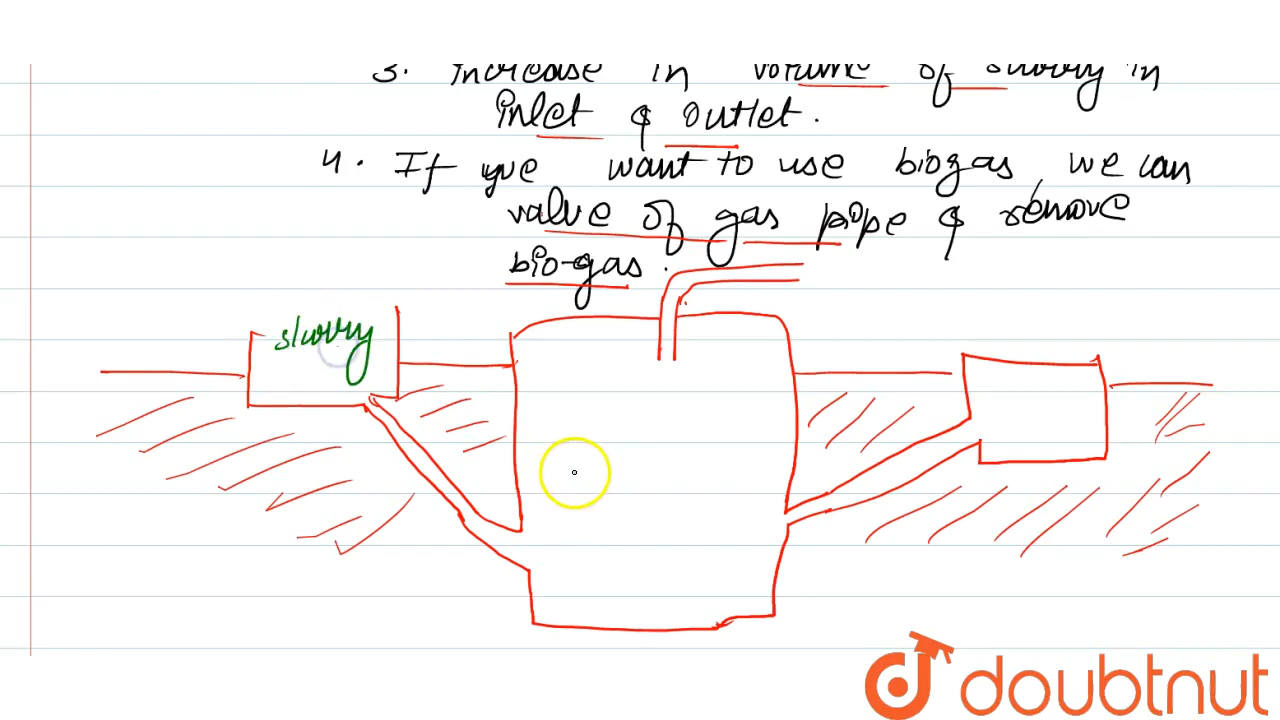 3. Increase in volume of slurry in
inlet & outlet.
4. If we want to use biogas we can
valve of gas pipe & remove
bio-gas.
slurry
doubtnut